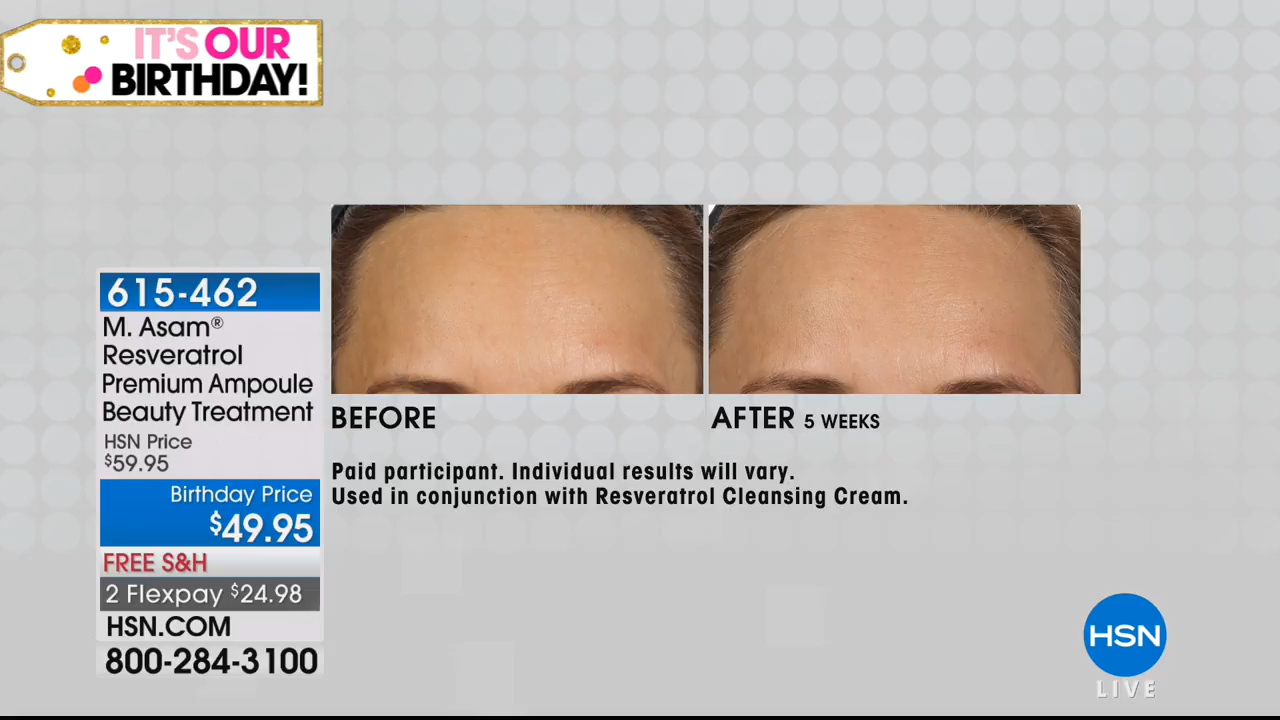 IT'S OUR
BIRTHDAY!
615-462
M. Asam®
Resveratrol
Premium Ampoule
Beauty Treatment
HSN Price
$59.95
Birthday Price
$49.95
FREE S&H
2 Flexpay $24.98
HSN.COM
800-284-3100
BEFORE
AFTER 5 WEEKS
Paid participant. Individual results will vary.
Used in conjunction with Resveratrol Cleansing Cream.
HSN
LIVE